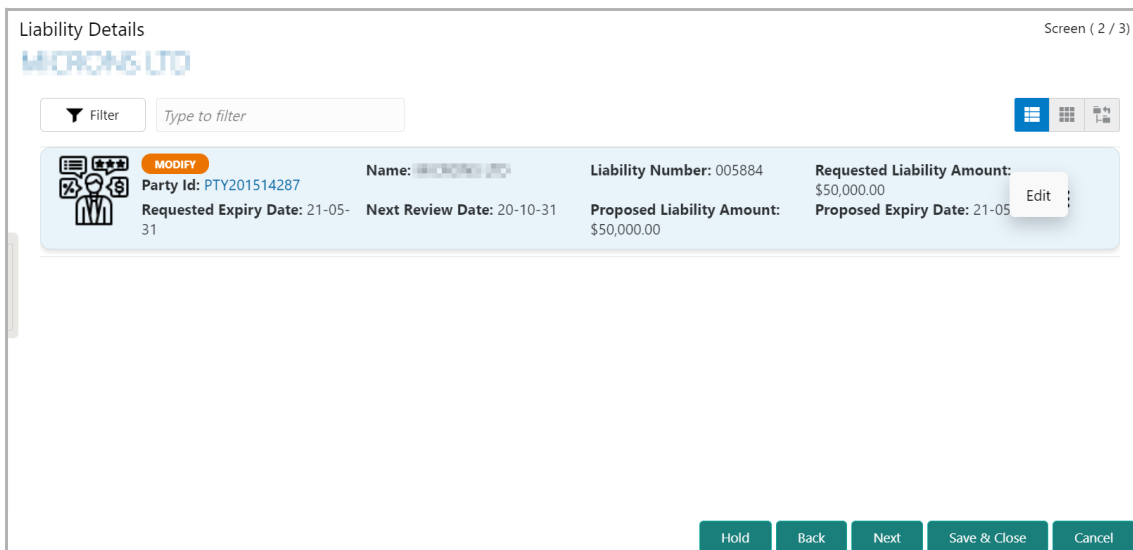 Liability Details
Screen ( 2 / 3)
MICRONS LTD
Filter
Type to filter
MODIFY
Party Id: PTY201514287
Name:
Liability Number: 005884
Requested Liability Amount:
$50,000.00
Edit
Requested Expiry Date: 21-05-
31
Next Review Date: 20-10-31
Proposed Liability Amount:
$50,000.00
Proposed Expiry Date: 21-05
Hold
Back
Next
Save & Close
Cancel